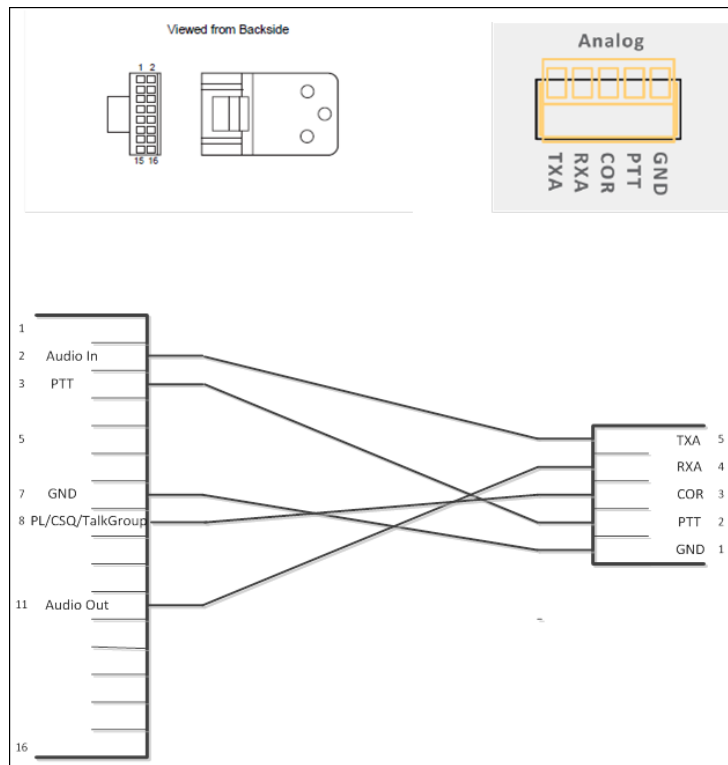 Viewed from Backside
1 2
15 16
Analog
TXA
RXA
COR
PTT
GND
1
2 Audio In
3 PTT
5
7 GND
8 PL/CSQ/TalkGroup
11 Audio Out
16
TXA 5
RXA 4
COR 3
PTT 2
GND 1